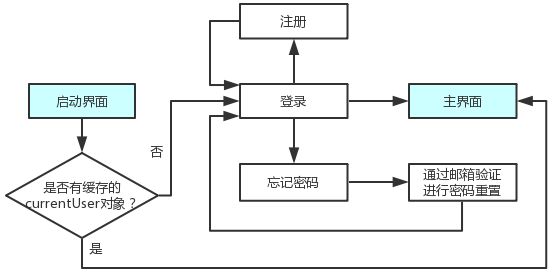 注册
启动界面
登录
主界面
否
是否有缓存的
currentUser对象？
忘记密码
通过邮箱验证
进行密码重置
是